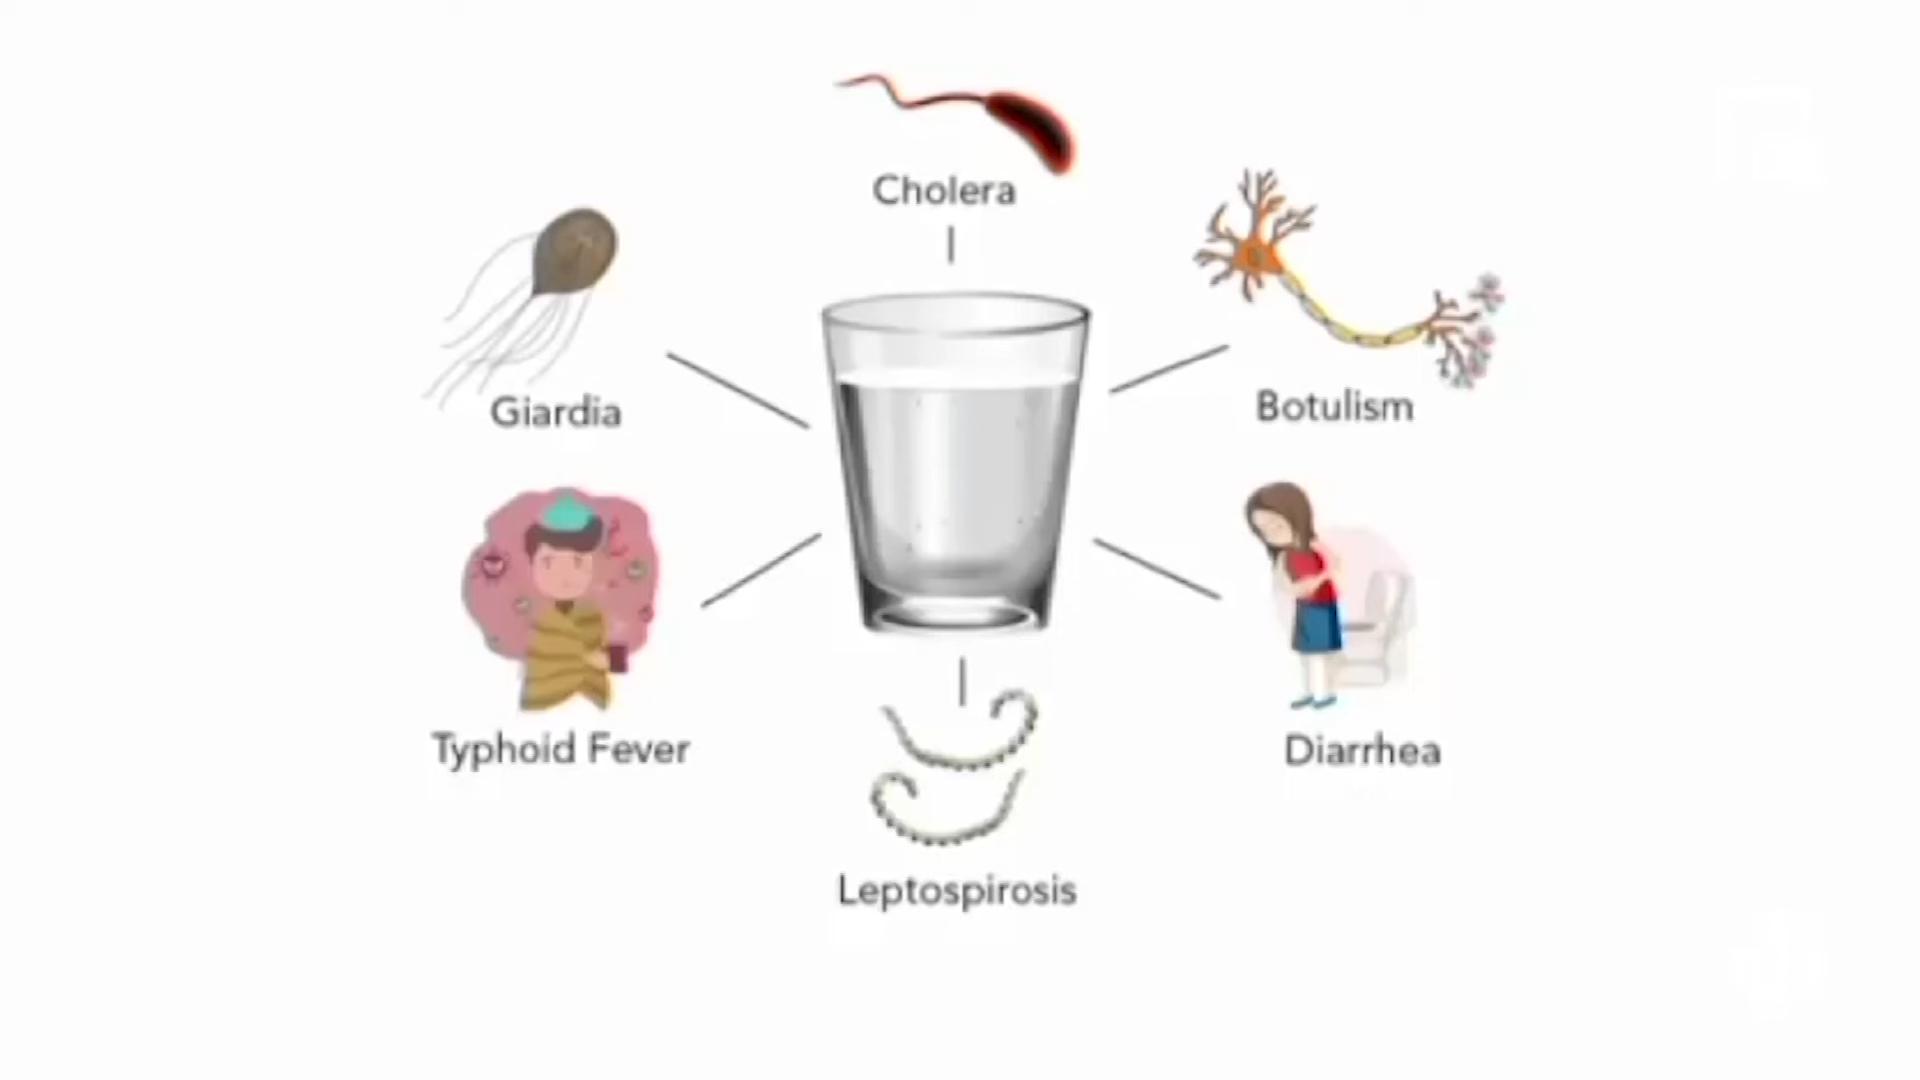 Cholera
Giardia
Botulism
Typhoid Fever
Diarrhea
Leptospirosis